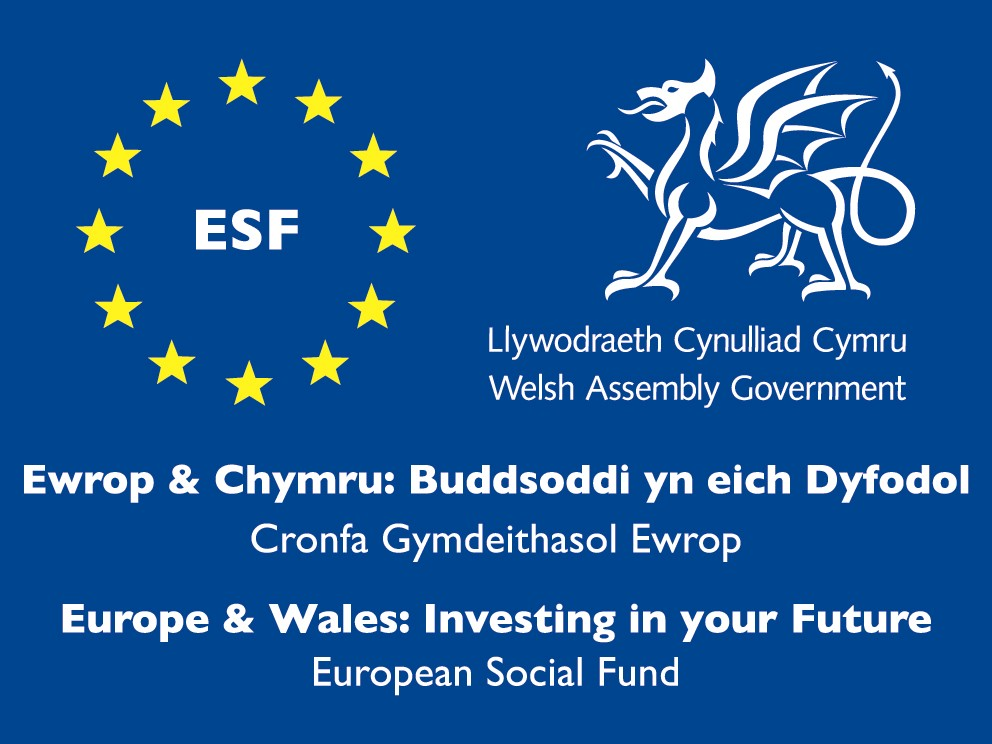 ESF
Llywodraeth Cynulliad Cymru
Welsh Assembly Government
Ewrop & Chymru: Buddsoddi yn eich Dyfodol
Cronfa Gymdeithasol Ewrop
Europe & Wales: Investing in your Future
European Social Fund